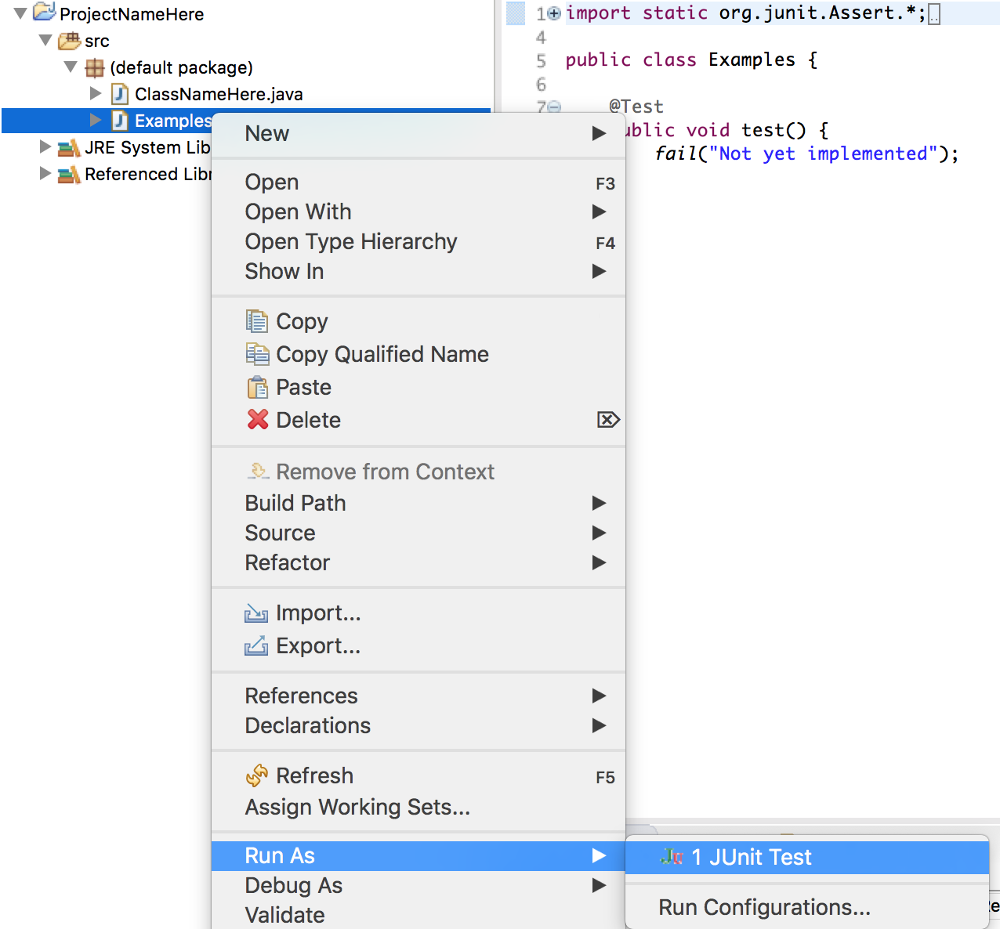 ProjectNameHere
src
(default package)
ClassNameHere.java
Examples
JRE System Lib
Referenced Libr
1 import static org.junit.Assert.*;
4
5 public class Examples {
6
7 @Test
ublic void test() {
fail("Not yet implemented");
New
Open F3
Open With
Open Type Hierarchy F4
Show In
Copy
Copy Qualified Name
Paste
Delete
Remove from Context
Build Path
Source
Refactor
Import...
Export...
References
Declarations
Refresh F5
Assign Working Sets...
Run As
Debug As
Validate
Ju 1 JUnit Test
Run Configurations...